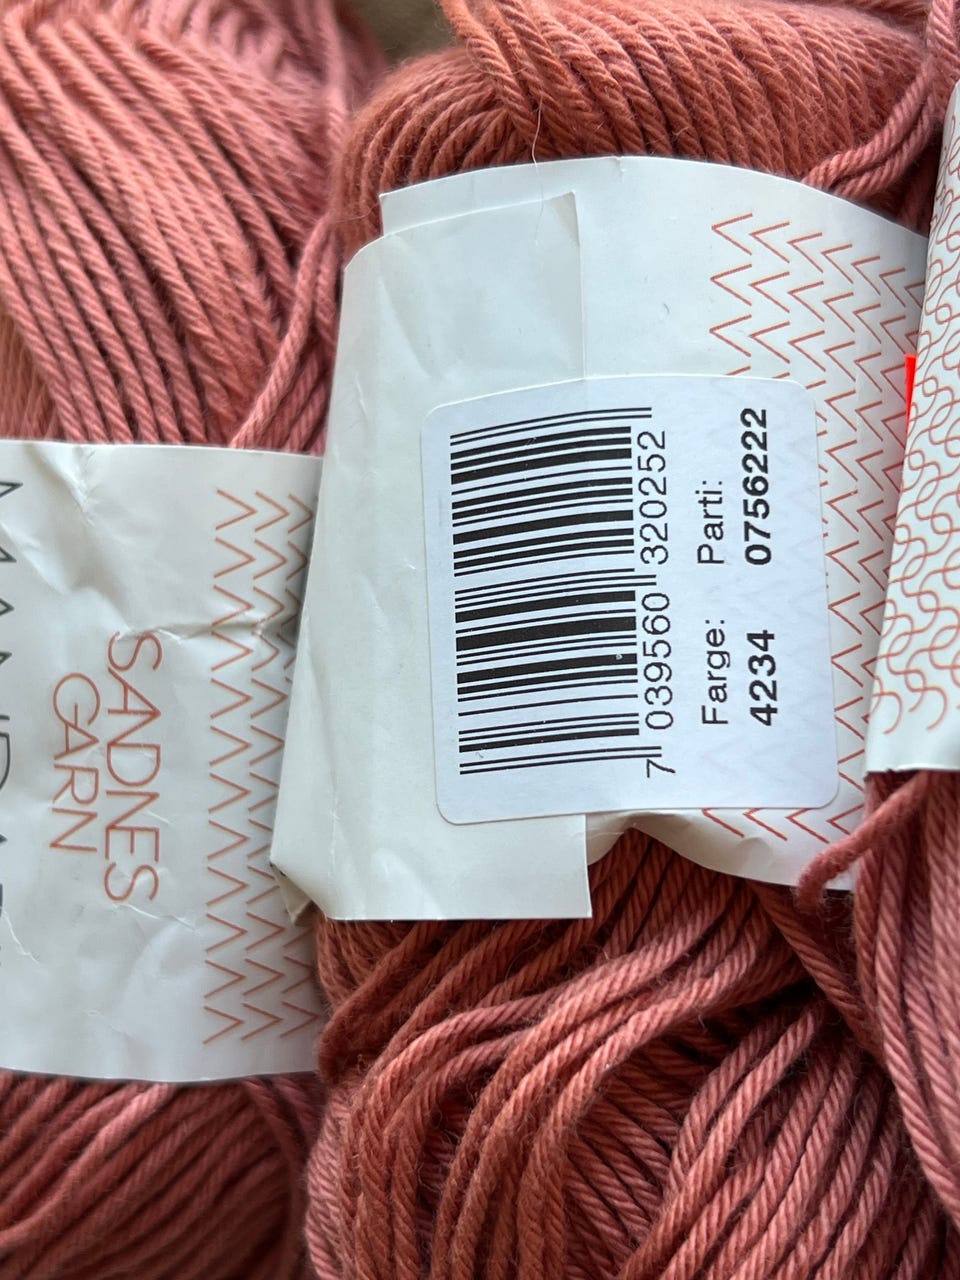 SADNES
GARN
7 039560 320252
Farge: Parti:
4234 0756222